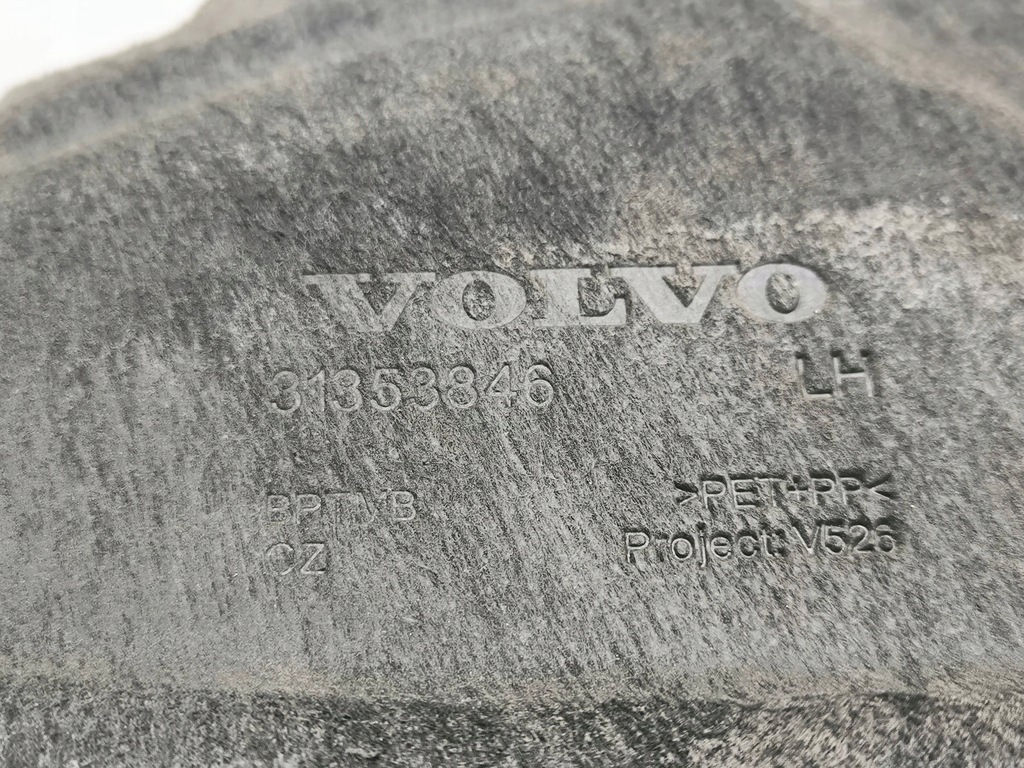 VOLVO
31353846 LH
BPTVB >PET+PP<
CZ Project: V526